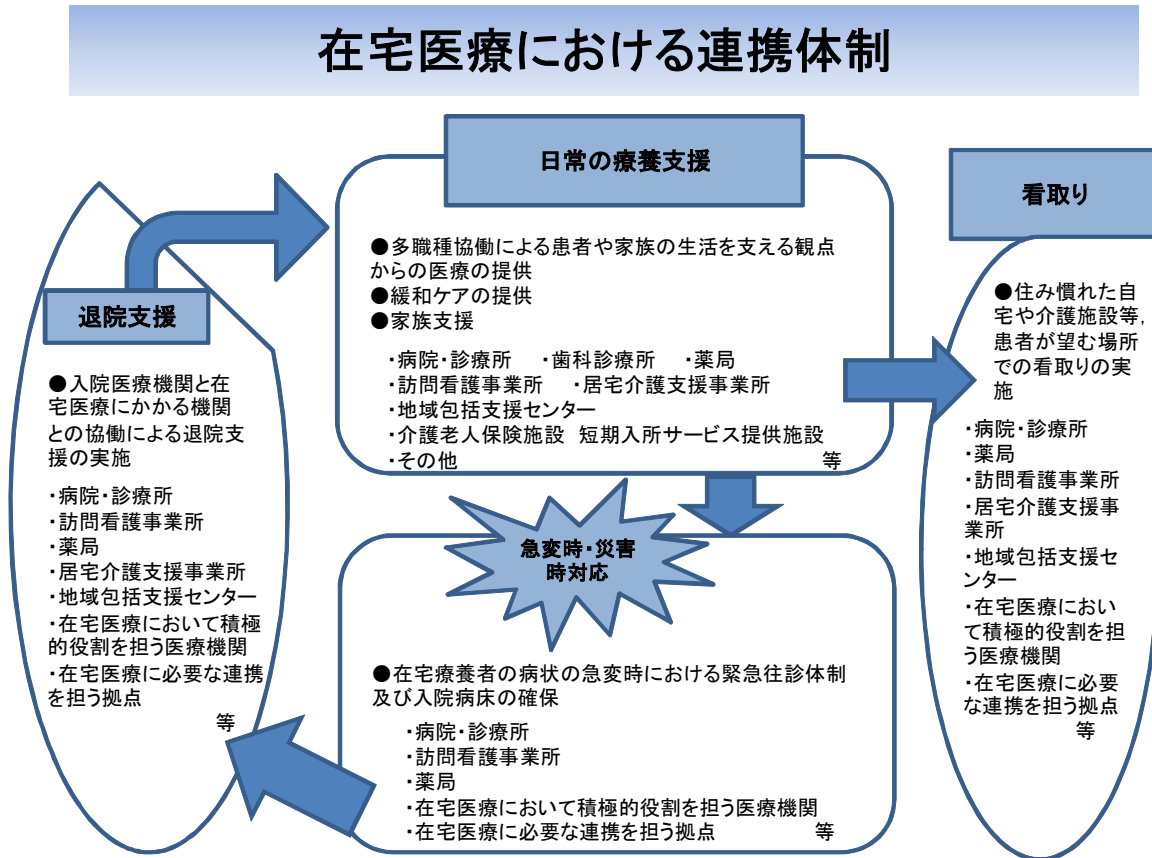 在宅医療における連携体制
退院支援
●入院医療機関と在
宅医療にかかる機関
との協働による退院支
援の実施
・病院・診療所
・訪問看護事業所
・薬局
・居宅介護支援事業所
・地域包括支援センター
・在宅医療において積極
的役割を担う医療機関
・在宅医療に必要な連携
を担う拠点
等
日常の療養支援
●多職種協働による患者や家族の生活を支える観点
からの医療の提供
●緩和ケアの提供
●家族支援
・病院・診療所 ・歯科診療所 ・薬局
・訪問看護事業所 ・居宅介護支援事業所
・地域包括支援センター
・介護老人保険施設 短期入所サービス提供施設
・その他 等
急変時・災害
時対応
●在宅療養者の病状の急変時における緊急往診体制
及び入院病床の確保
・病院・診療所
・訪問看護事業所
・薬局
・在宅医療において積極的役割を担う医療機関
・在宅医療に必要な連携を担う拠点 等
看取り
●住み慣れた自
宅や介護施設等,
患者が望む場所
での看取りの実
施
・病院・診療所
・薬局
・訪問看護事業所
・居宅介護支援事
業所
・地域包括支援セ
ンター
・在宅医療におい
て積極的役割を担
う医療機関
・在宅医療に必要
な連携を担う拠点
等